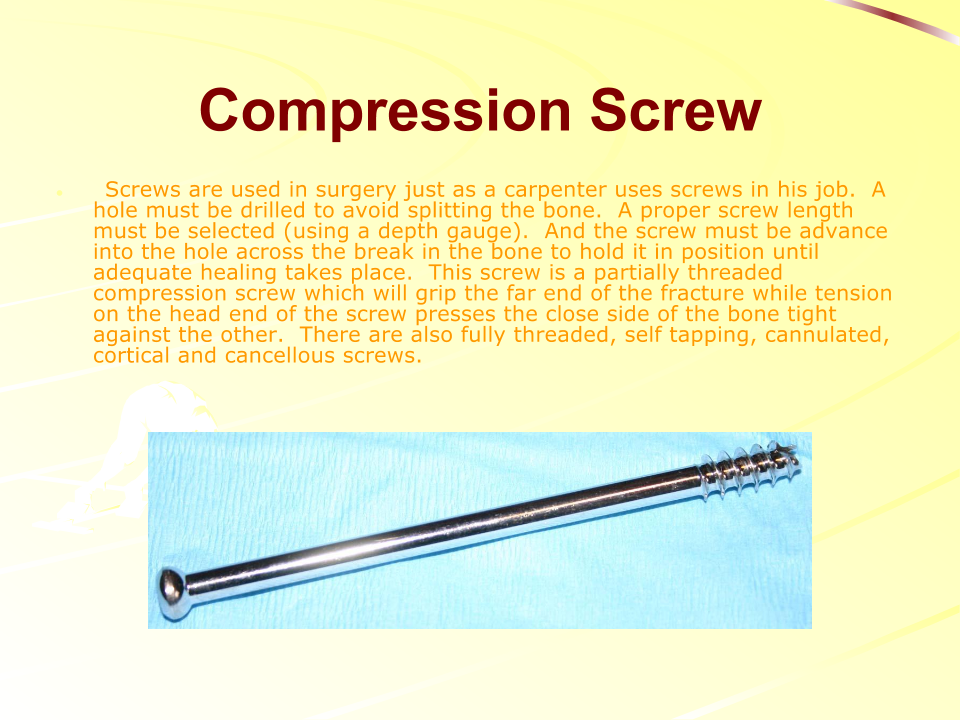 Compression Screw
Screws are used in surgery just as a carpenter uses screws in his job.  A
hole must be drilled to avoid splitting the bone.  A proper screw length
must be selected (using a depth gauge).  And the screw must be advance
into the hole across the break in the bone to hold it in position until
adequate healing takes place.  This screw is a partially threaded
compression screw which will grip the far end of the fracture while tension
on the head end of the screw presses the close side of the bone tight
against the other.  There are also fully threaded, self tapping, cannulated,
cortical and cancellous screws.